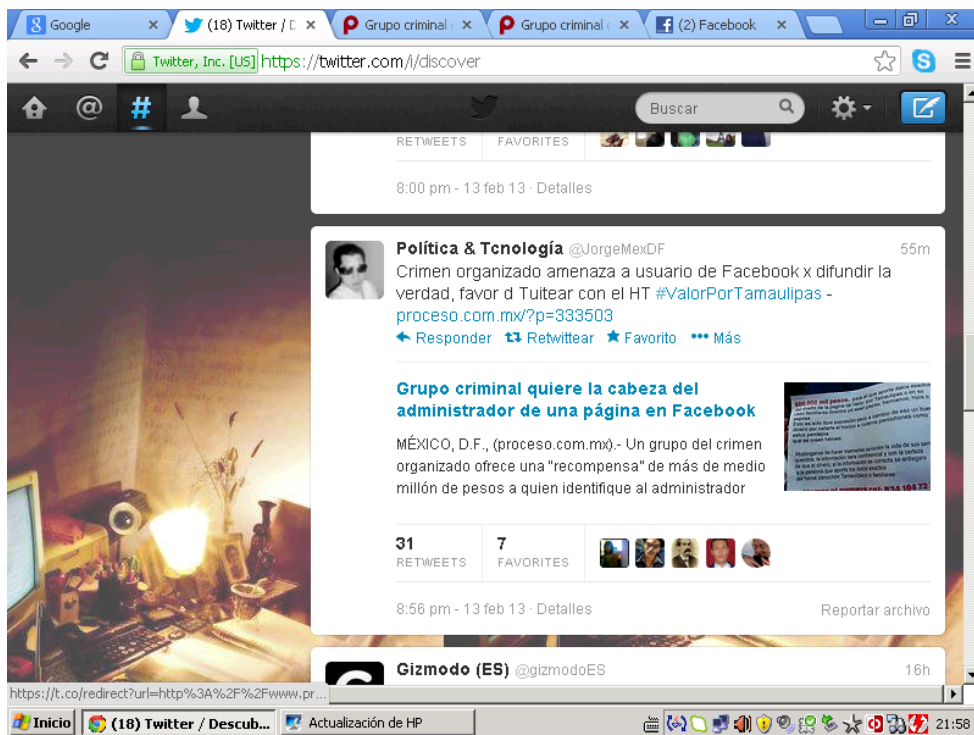 Google
(18) Twitter / D
Grupo criminal
Grupo criminal
(2) Facebook
Twitter, Inc. [US] https://twitter.com/i/discover
@ # Buscar
RETWEETS FAVORITES
8:00 pm - 13 feb 13 · Detalles
Política & Tcnología @JorgeMexDF 55m
Crimen organizado amenaza a usuario de Facebook x difundir la
verdad, favor d Tuitear con el HT #ValorPorTamaulipas -
proceso.com.mx/?p=333503
Responder Retwittear Favorito Más
Grupo criminal quiere la cabeza del
administrador de una página en Facebook
MÉXICO, D.F., (proceso.com.mx).- Un grupo del crimen
organizado ofrece una "recompensa" de más de medio
millón de pesos a quien identifique al administrador
31 7
RETWEETS FAVORITES
8:56 pm - 13 feb 13 · Detalles Reportar archivo
Gizmodo (ES) @gizmodoES 16h
https://t.co/redirect?url=http%3A%2F%2Fwww.pr...
Inicio (18) Twitter / Descub... Actualización de HP 21:58